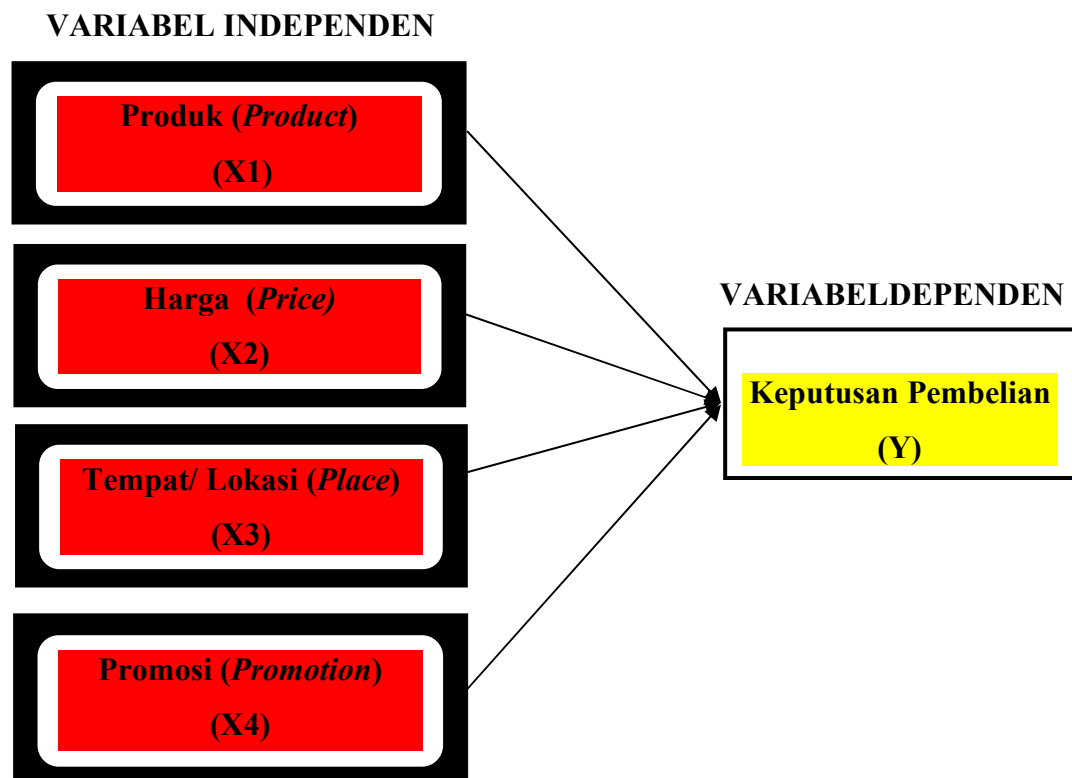 VARIABEL INDEPENDEN
Produk (Product)
(X1)
Harga  (Price)
(X2)
Tempat/ Lokasi (Place)
(X3)
Promosi (Promotion)
(X4)
VARIABELDEPENDEN
Keputusan Pembelian
(Y)